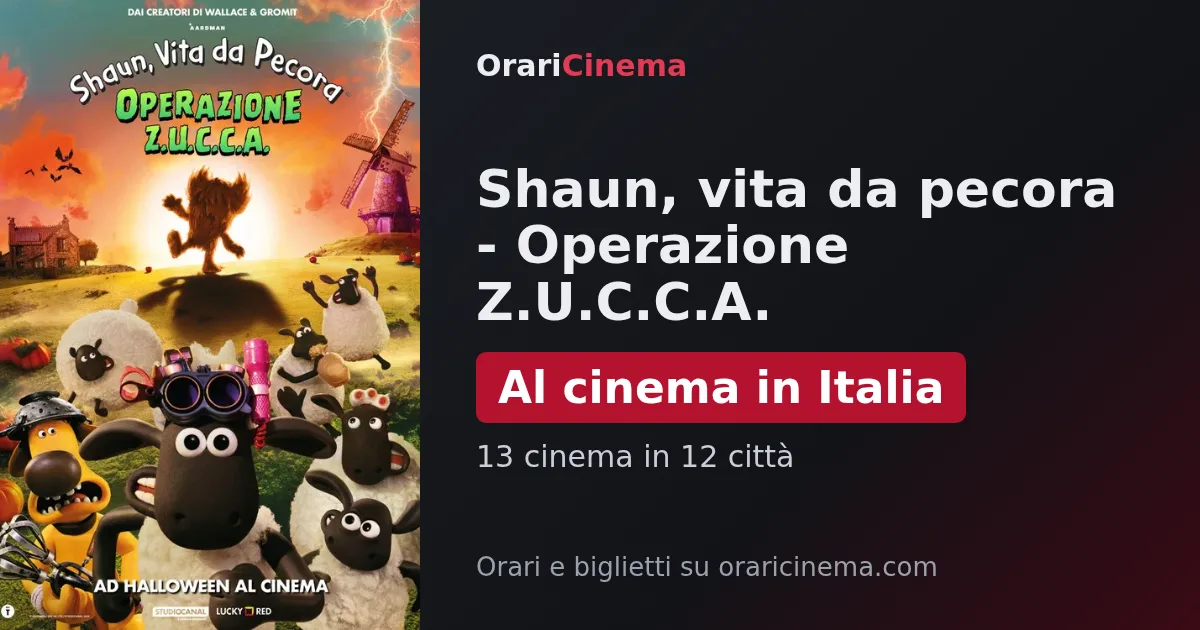 DAI CREATORI DI WALLACE & GROMIT
AARDMAN
Shaun, Vita da Pecora
OPERAZIONE
Z.U.C.C.A.
AD HALLOWEEN AL CINEMA
STUDIOCANAL LUCKY RED
OrariCinema
Shaun, vita da pecora
- Operazione
Z.U.C.C.A.
Al cinema in Italia
13 cinema in 12 città
Orari e biglietti su oraricinema.com